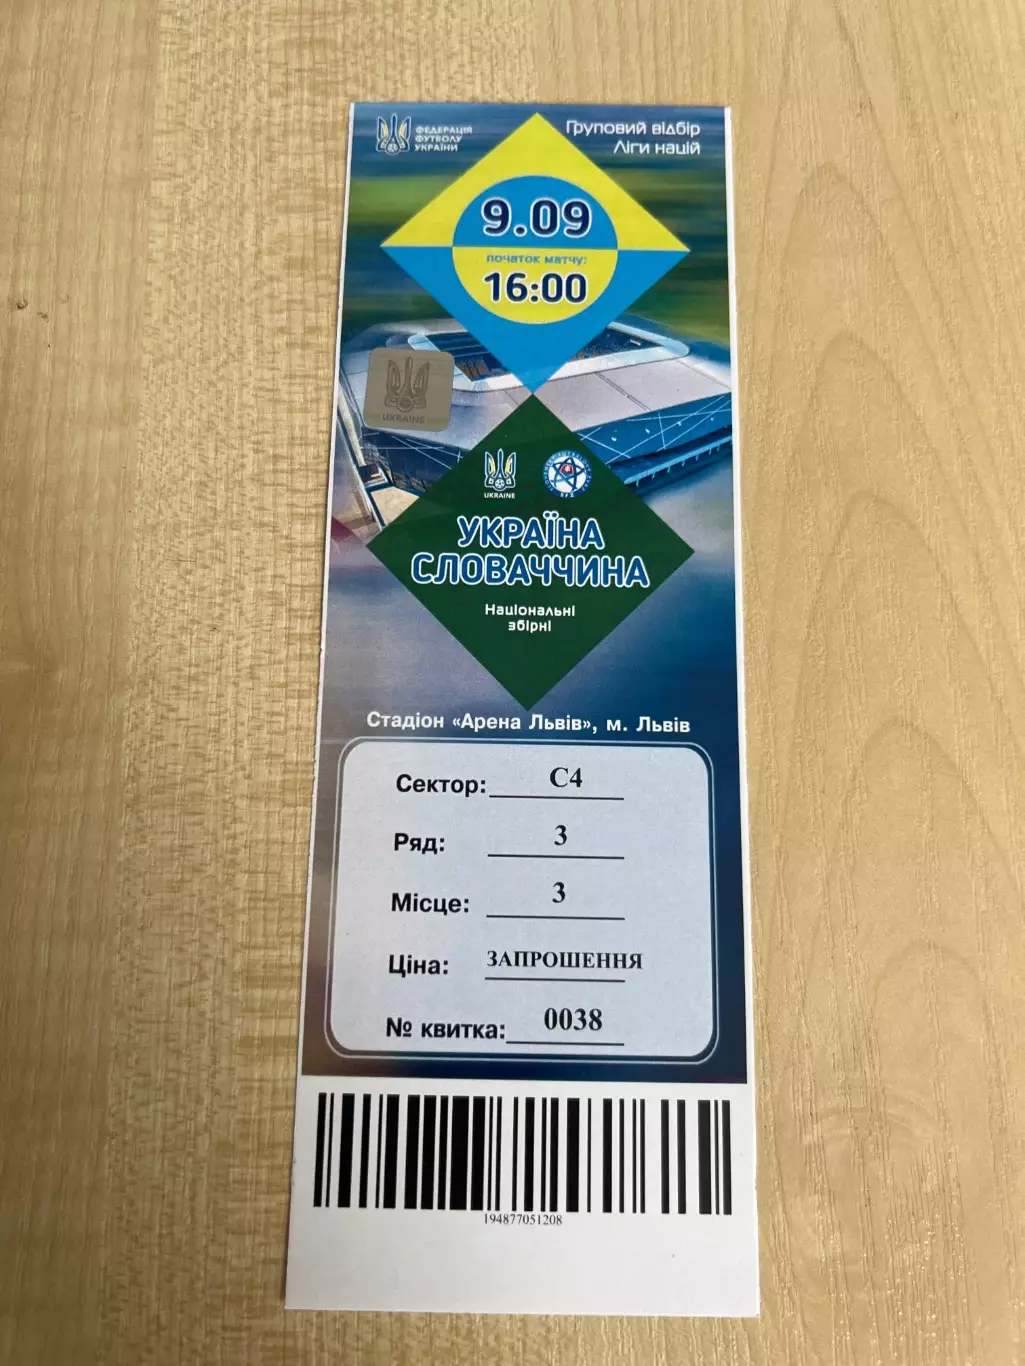 ФЕДЕРАЦІЯ
ФУТБОЛУ
УКРАЇНИ
Груповий відбір
Ліги націй
9.09
початок матчу:
16:00
UKRAINE
UKRAINE
УКРАЇНА
СЛОВАЧЧИНА
Національні
збірні
Стадіон «Арена Львів», м. Львів
Сектор: С4
Ряд: 3
Місце: 3
Ціна: ЗАПРОШЕННЯ
№ квитка: 0038
194877051208